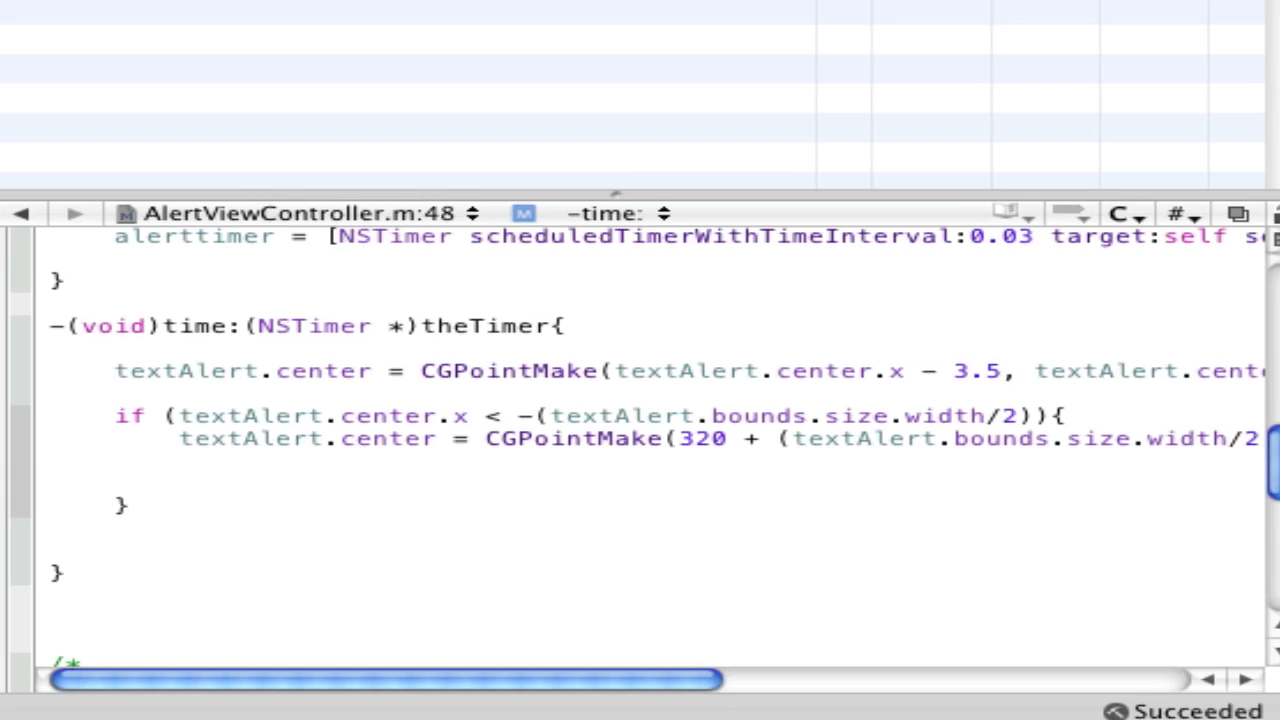 AlertViewController.m:48 -time: C #
alerttimer = [NSTimer scheduledTimerWithTimeInterval:0.03 target:self s
}
-(void)time:(NSTimer *)theTimer{
textAlert.center = CGPointMake(textAlert.center.x - 3.5, textAlert.cent
if (textAlert.center.x < -(textAlert.bounds.size.width/2)){
textAlert.center = CGPointMake(320 + (textAlert.bounds.size.width/2
}
}
/*
Succeeded